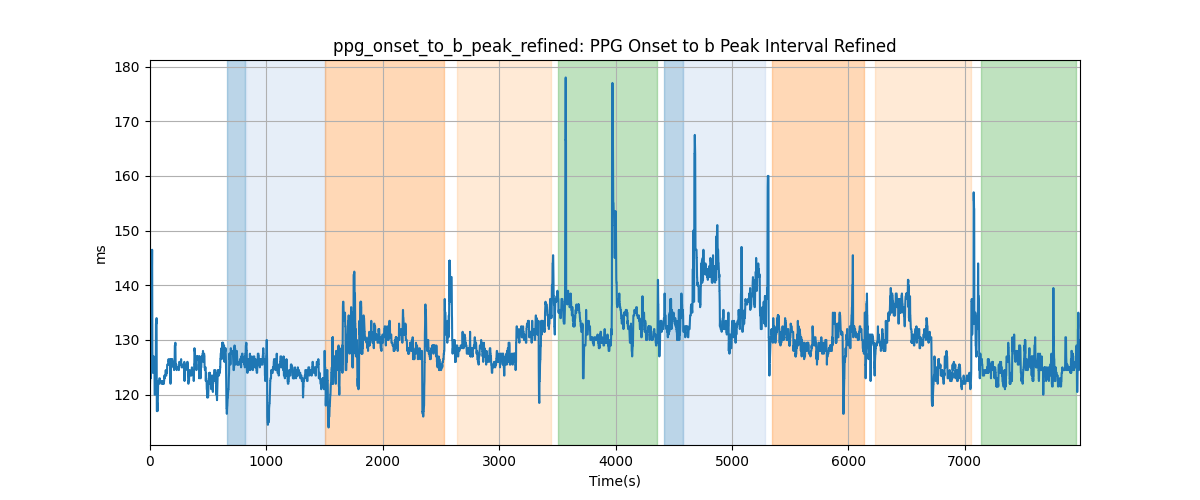 ppg_onset_to_b_peak_refined: PPG Onset to b Peak Interval Refined
180
170
160
150
140
130
120
ms
0 1000 2000 3000 4000 5000 6000 7000
Time(s)